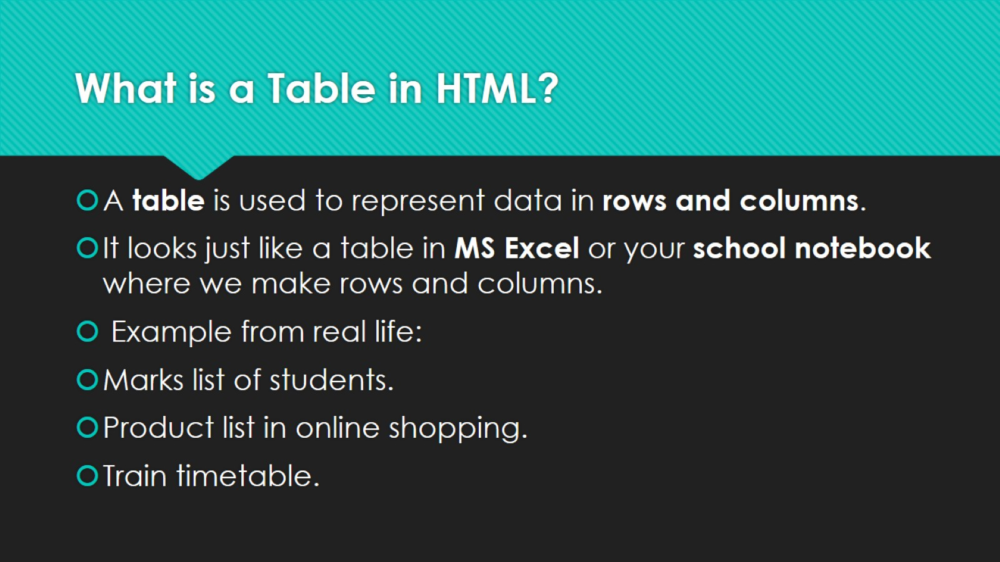 What is a Table in HTML?
A table is used to represent data in rows and columns.
It looks just like a table in MS Excel or your school notebook
where we make rows and columns.
Example from real life:
Marks list of students.
Product list in online shopping.
Train timetable.